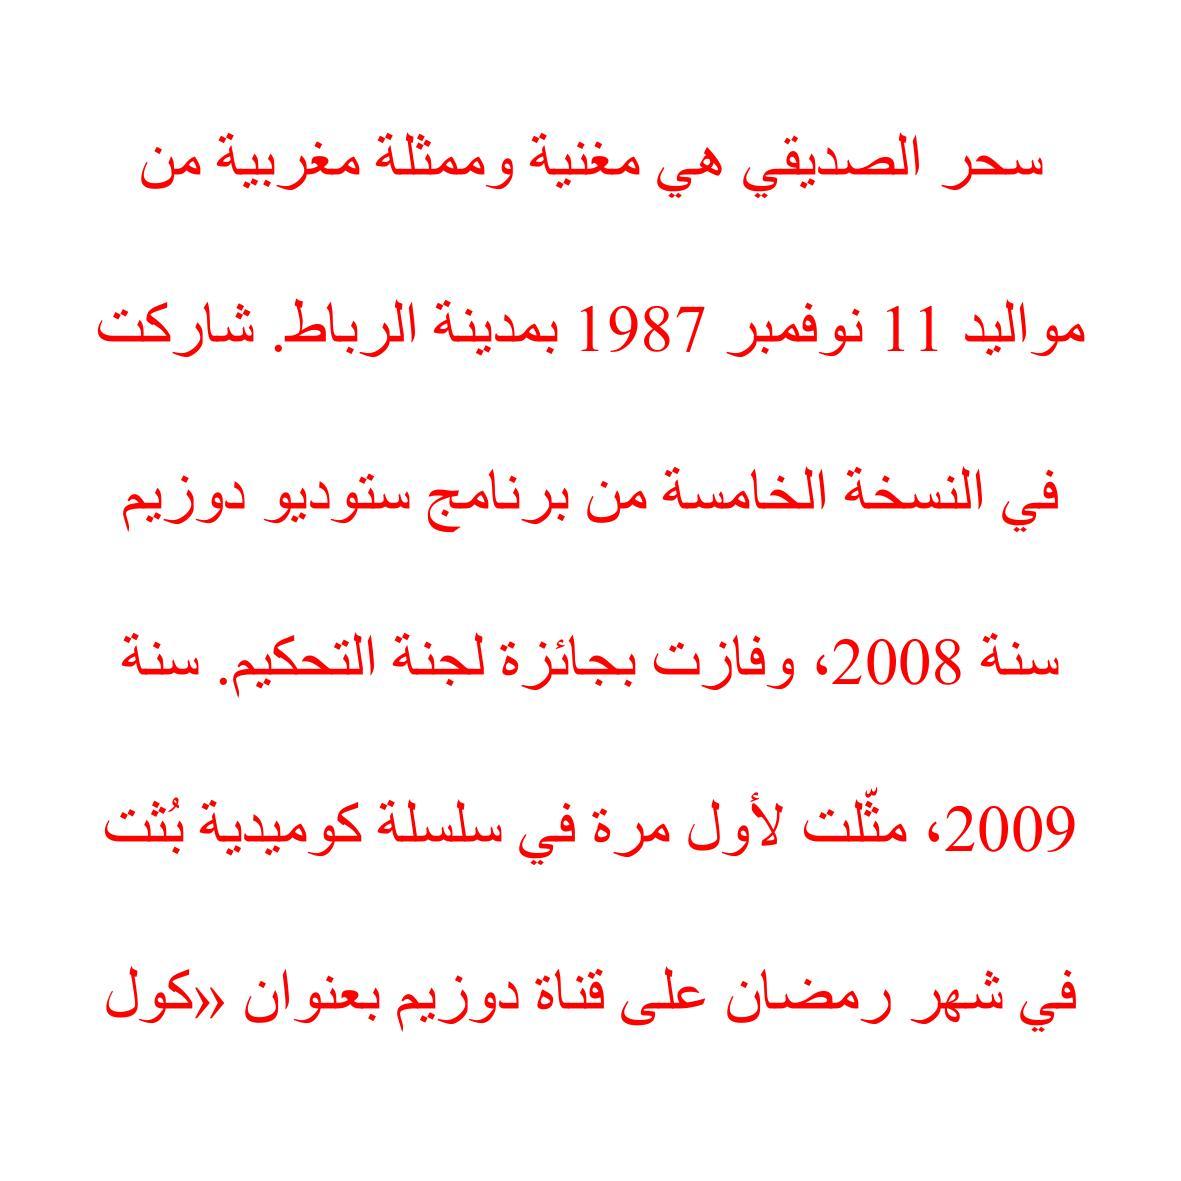 سحر الصديقي هي مغنية وممثلة مغربية من
مواليد 11 نوفمبر 1987 بمدينة الرباط. شاركت
في النسخة الخامسة من برنامج ستوديو دوزيم
سنة 2008، وفازت بجائزة لجنة التحكيم. سنة
2009، مثّلت لأول مرة في سلسلة كوميدية بُثت
في شهر رمضان على قناة دوزيم بعنوان «كول